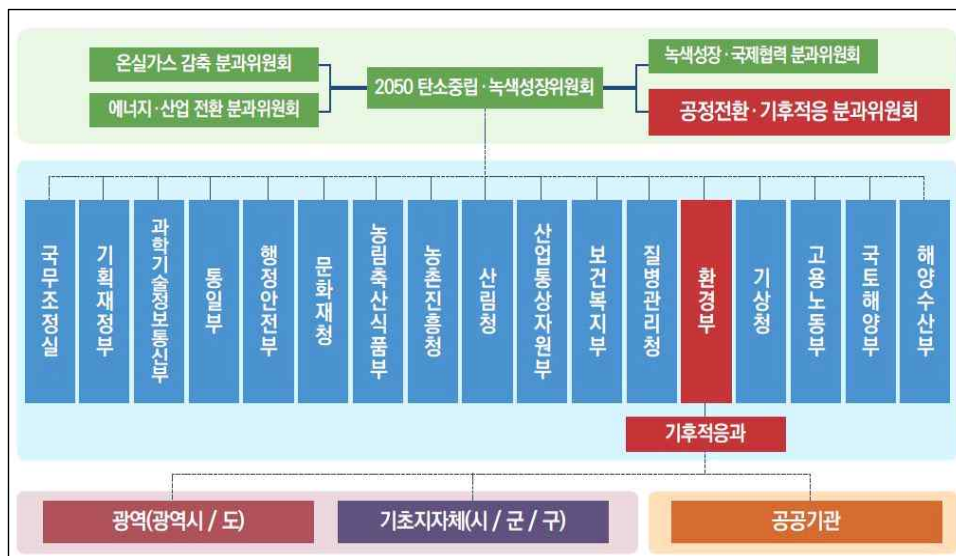 온실가스 감축 분과위원회
에너지·산업 전환 분과위원회
2050 탄소중립·녹색성장위원회
녹색성장·국제협력 분과위원회
공정전환·기후적응 분과위원회
국무조정실
기획재정부
과학기술정보통신부
통일부
행정안전부
문화재청
농림축산식품부
농촌진흥청
산림청
산업통상자원부
보건복지부
질병관리청
환경부
기상청
고용노동부
국토해양부
해양수산부
기후적응과
광역(광역시 / 도)
기초지자체(시 / 군 / 구)
공공기관